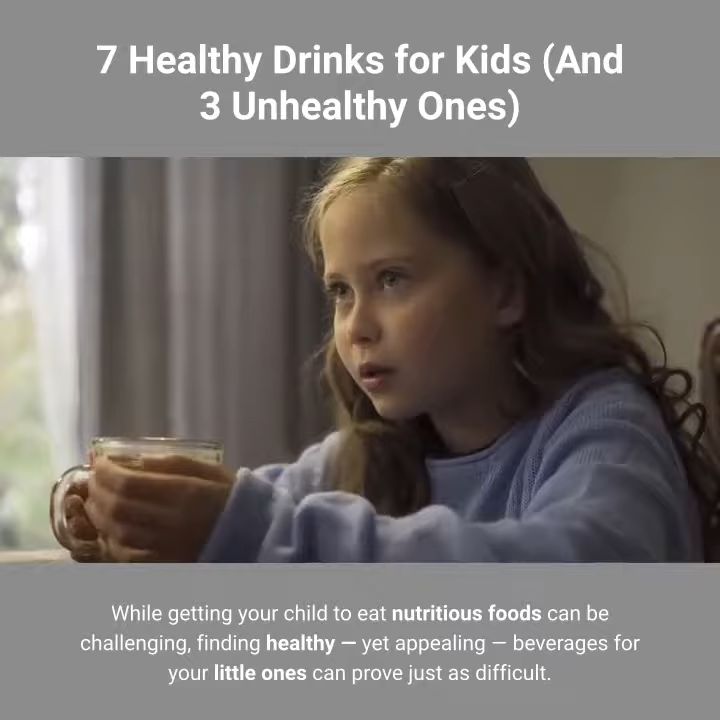 7 Healthy Drinks for Kids (And
3 Unhealthy Ones)
While getting your child to eat nutritious foods can be
challenging, finding healthy — yet appealing — beverages for
your little ones can prove just as difficult.